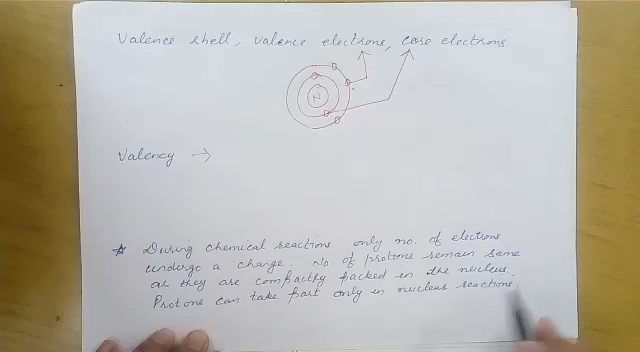 Valence shell, Valence electrons, core electrons
N
Valency →
* During chemical reactions only no. of electrons
undergo a change. No of protons remain same
as they are compactly packed in the nucleus.
Protons can take part only in nucleus reactions.